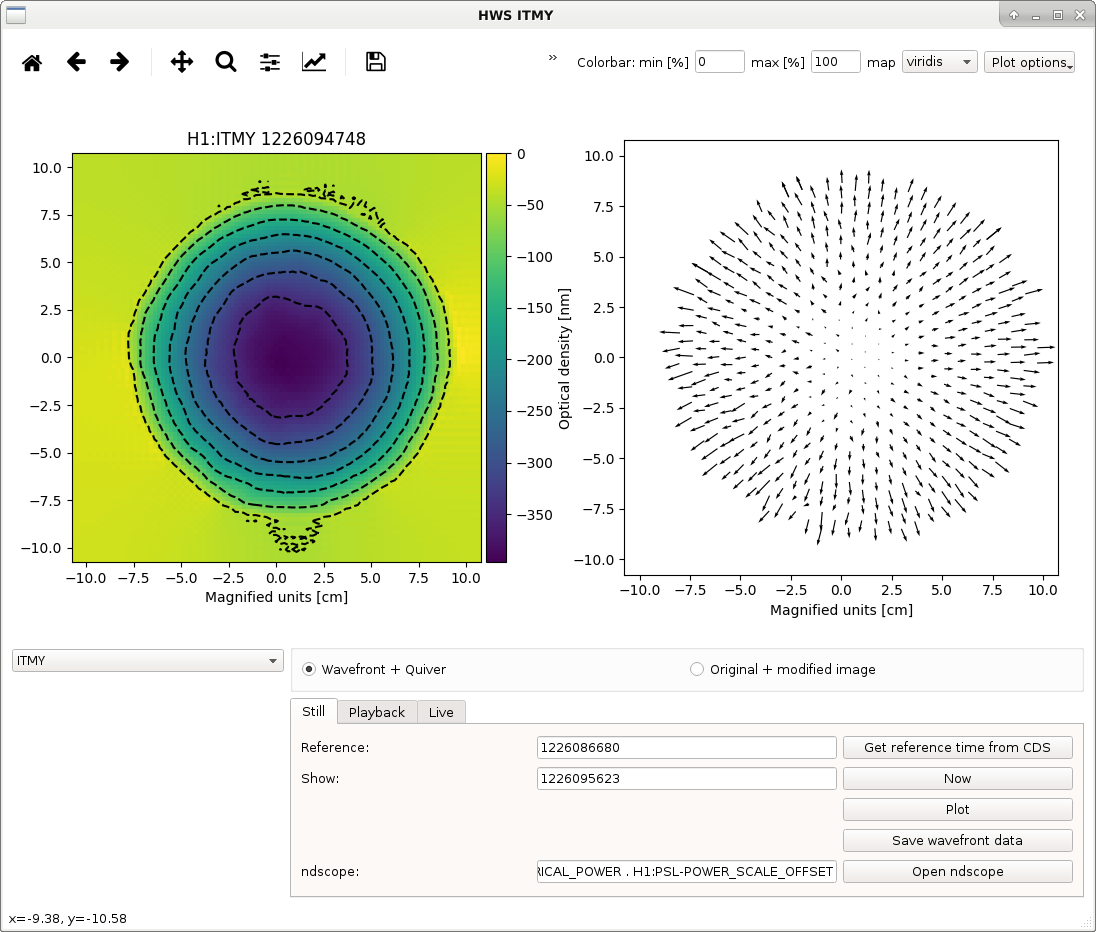 HWS ITMY
» Colorbar: min [%] 0 max [%] 100 map viridis Plot options
H1:ITMY 1226094748
10.0
7.5
5.0
2.5
0.0
−2.5
−5.0
−7.5
−10.0
−10.0 −7.5 −5.0 −2.5 0.0 2.5 5.0 7.5 10.0
Magnified units [cm]
0
−50
−100
−150
−200
−250
−300
−350
Optical density [nm]
10.0
7.5
5.0
2.5
0.0
−2.5
−5.0
−7.5
−10.0
−10.0 −7.5 −5.0 −2.5 0.0 2.5 5.0 7.5 10.0
Magnified units [cm]
ITMY
Wavefront + Quiver Original + modified image
Still Playback Live
Reference: 1226086680 Get reference time from CDS
Show: 1226095623 Now
Plot
Save wavefront data
ndscope: RICAL_POWER . H1:PSL-POWER_SCALE_OFFSET Open ndscope
x=-9.38, y=-10.58